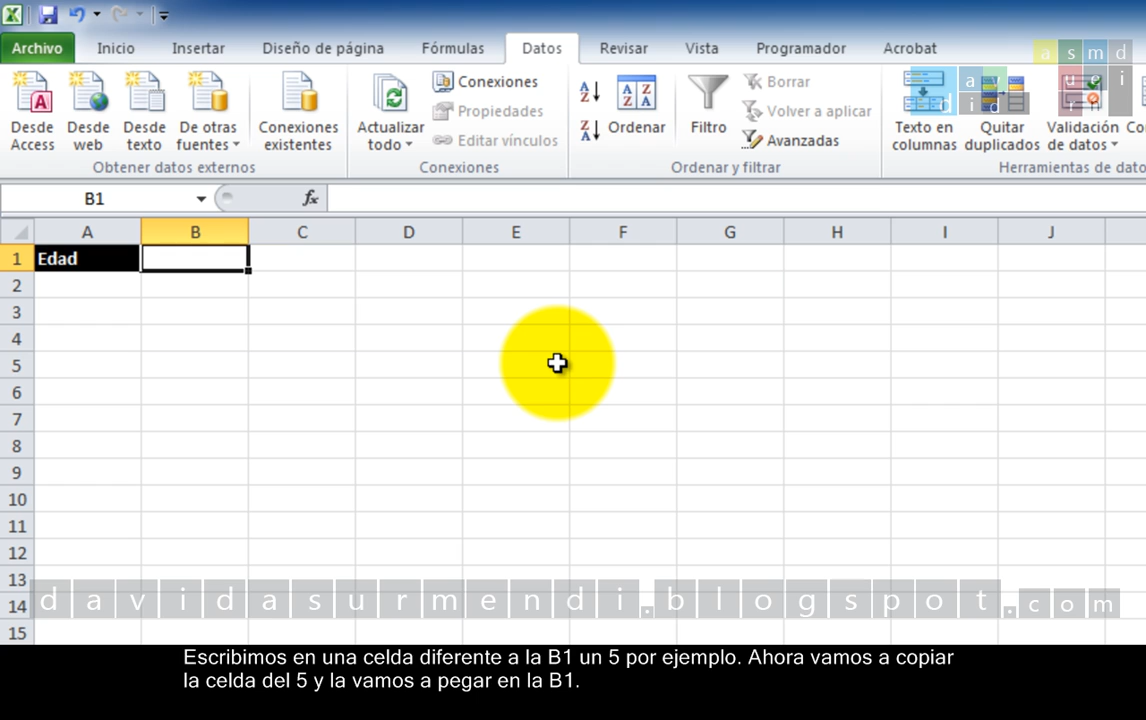 Archivo Inicio Insertar Diseño de página Fórmulas Datos Revisar Vista Programador Acrobat
a s m d
Desde Access
Desde web
Desde texto
De otras fuentes
Conexiones existentes
Obtener datos externos
Actualizar todo
Conexiones
Propiedades
Editar vínculos
Conexiones
Ordenar
Filtro
Borrar
Volver a aplicar
Avanzadas
Ordenar y filtrar
Texto en columnas
Quitar duplicados
Validación de datos
Co
Herramientas de dato
B1 fx
A B C D E F G H I J
1 Edad
2
3
4
5
6
7
8
9
10
11
12
13
14
15
davidasurmendi.blogspot.com
Escribimos en una celda diferente a la B1 un 5 por ejemplo. Ahora vamos a copiar
la celda del 5 y la vamos a pegar en la B1.